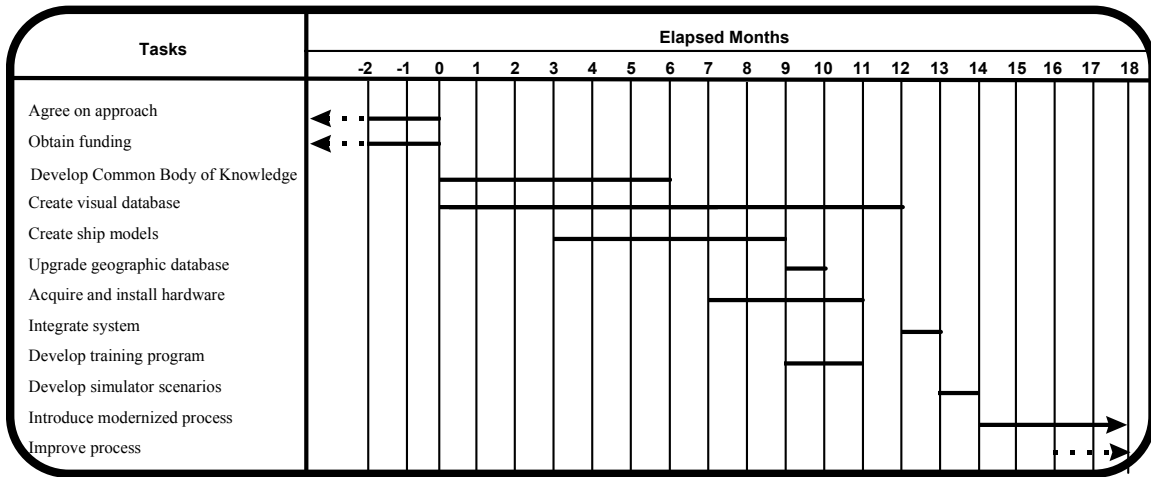 Tasks
Elapsed Months
-2 -1 0 1 2 3 4 5 6 7 8 9 10 11 12 13 14 15 16 17 18
Agree on approach
Obtain funding
Develop Common Body of Knowledge
Create visual database
Create ship models
Upgrade geographic database
Acquire and install hardware
Integrate system
Develop training program
Develop simulator scenarios
Introduce modernized process
Improve process